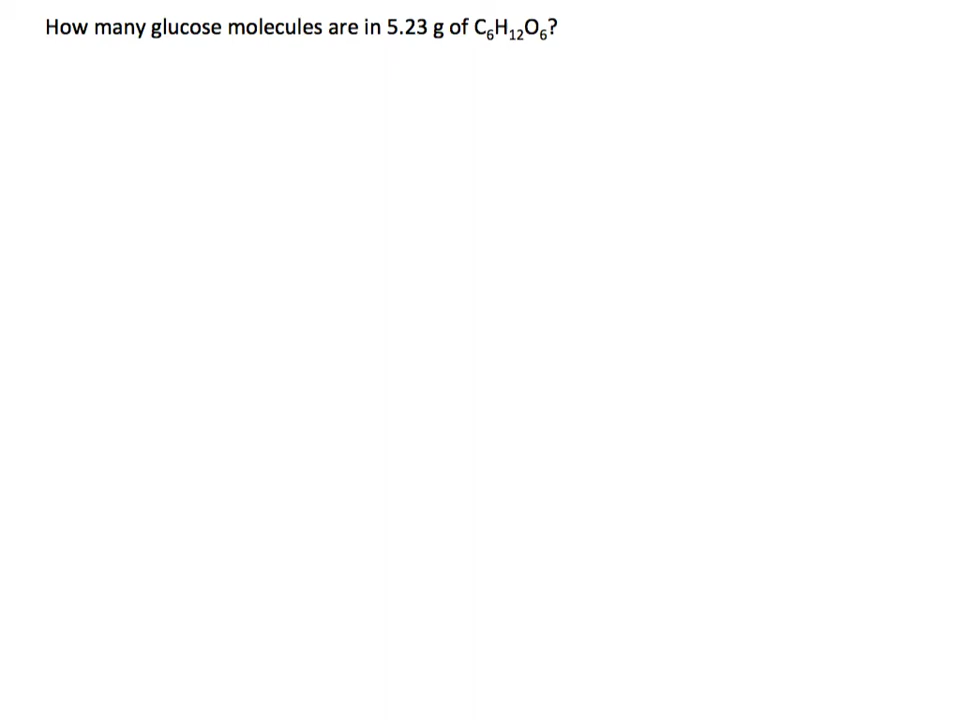 How many glucose molecules are in 5.23 g of C₆H₁₂O₆?